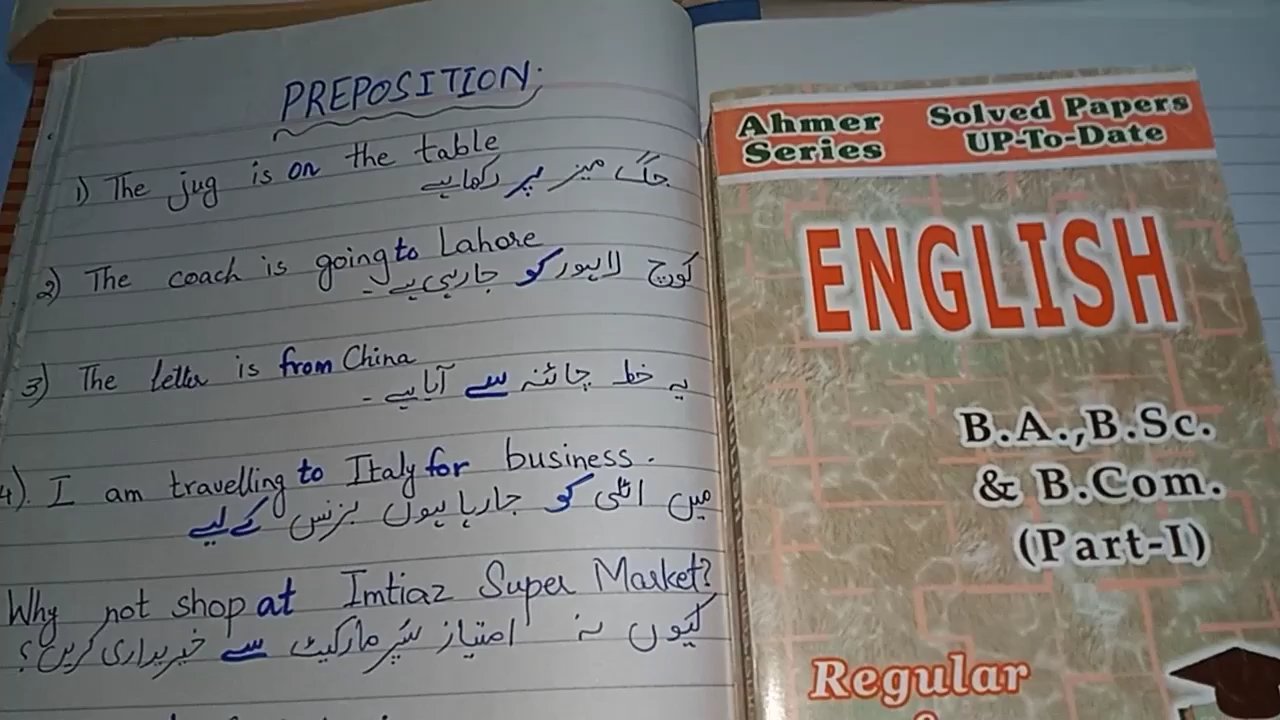 PREPOSITION.
1) The jug is on the table
جگ میز پر رکھا ہے
2) The coach is going to Lahore
کوچ لاہور کو جارہی ہے۔
3) The letter is from China
یہ خط چائنہ سے آیا ہے۔
4). I am travelling to Italy for business.
میں اٹلی کو جارہا ہوں بزنس کے لیے
Why not shop at Imtiaz Super Market?
کیوں نہ امتیاز سپر مارکیٹ سے خریداری کریں؟
Ahmer Series
Solved Papers
UP-To-Date
ENGLISH
B.A.,B.Sc.
& B.Com.
(Part-I)
Regular